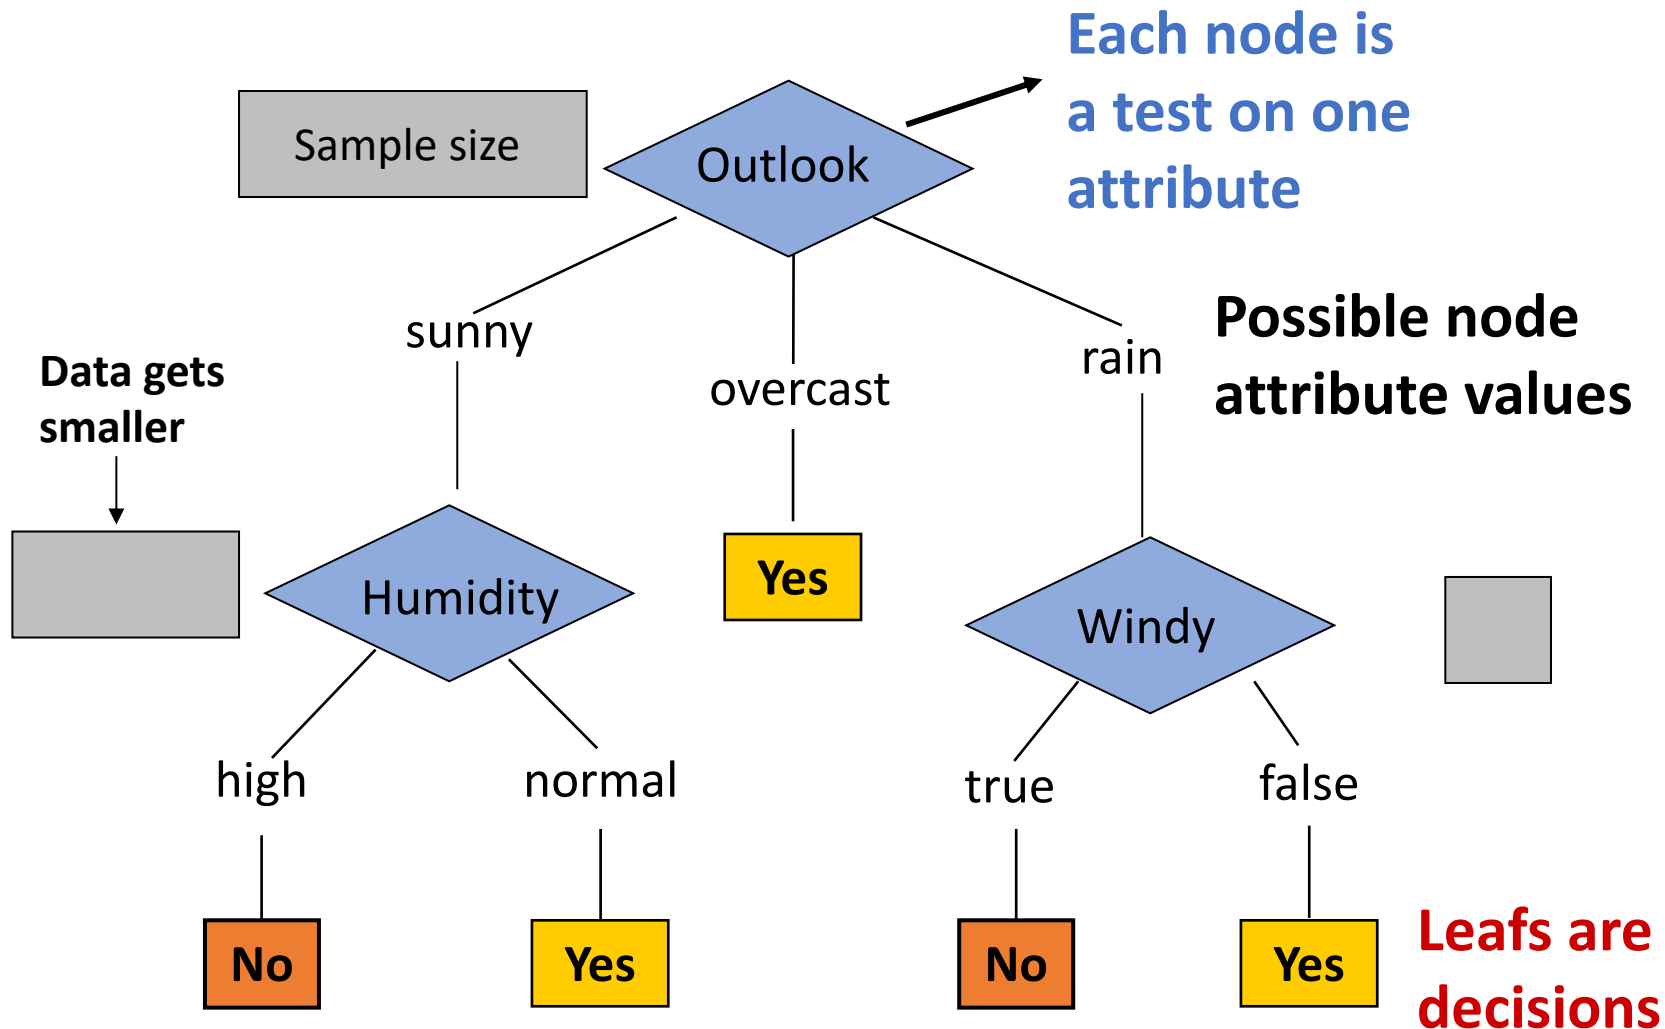 Each node is
a test on one
attribute
Sample size
Outlook
sunny
overcast
rain
Possible node
attribute values
Data gets
smaller
Humidity
Yes
Windy
high
normal
true
false
No
Yes
No
Yes
Leafs are
decisions